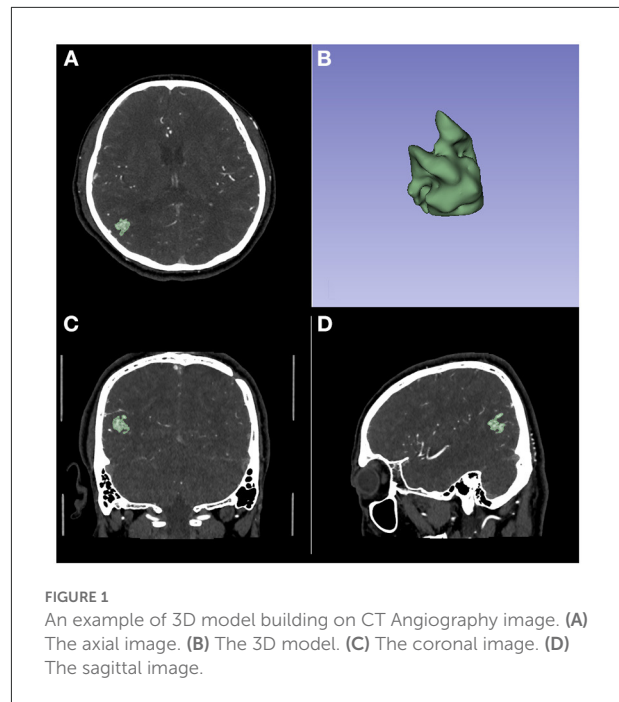 A
B
C
D
FIGURE 1
An example of 3D model building on CT Angiography image. (A)
The axial image. (B) The 3D model. (C) The coronal image. (D)
The sagittal image.